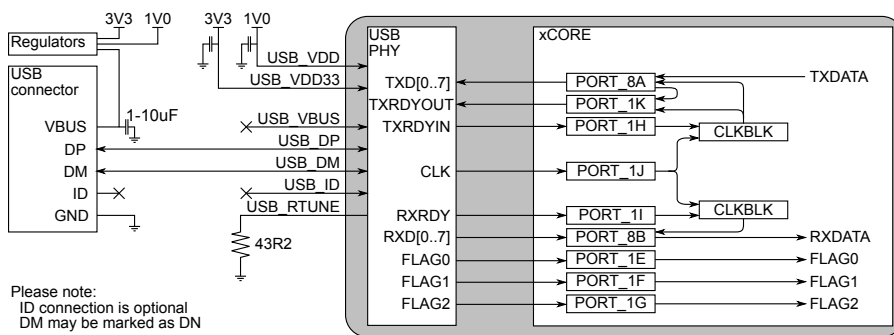 3V3 1V0
Regulators
USB
connector
VBUS
DP
DM
ID
GND
1-10uF
3V3 1V0
USB_VDD
USB_VDD33
USB_VBUS
USB_DP
USB_DM
USB_ID
USB_RTUNE
43R2
Please note:
ID connection is optional
DM may be marked as DN
USB
PHY
TXD[0..7]
TXRDYOUT
TXRDYIN
CLK
RXRDY
RXD[0..7]
FLAG0
FLAG1
FLAG2
xCORE
PORT_8A
PORT_1K
PORT_1H
PORT_1J
PORT_1I
PORT_8B
PORT_1E
PORT_1F
PORT_1G
CLKBLK
CLKBLK
TXDATA
RXDATA
FLAG0
FLAG1
FLAG2